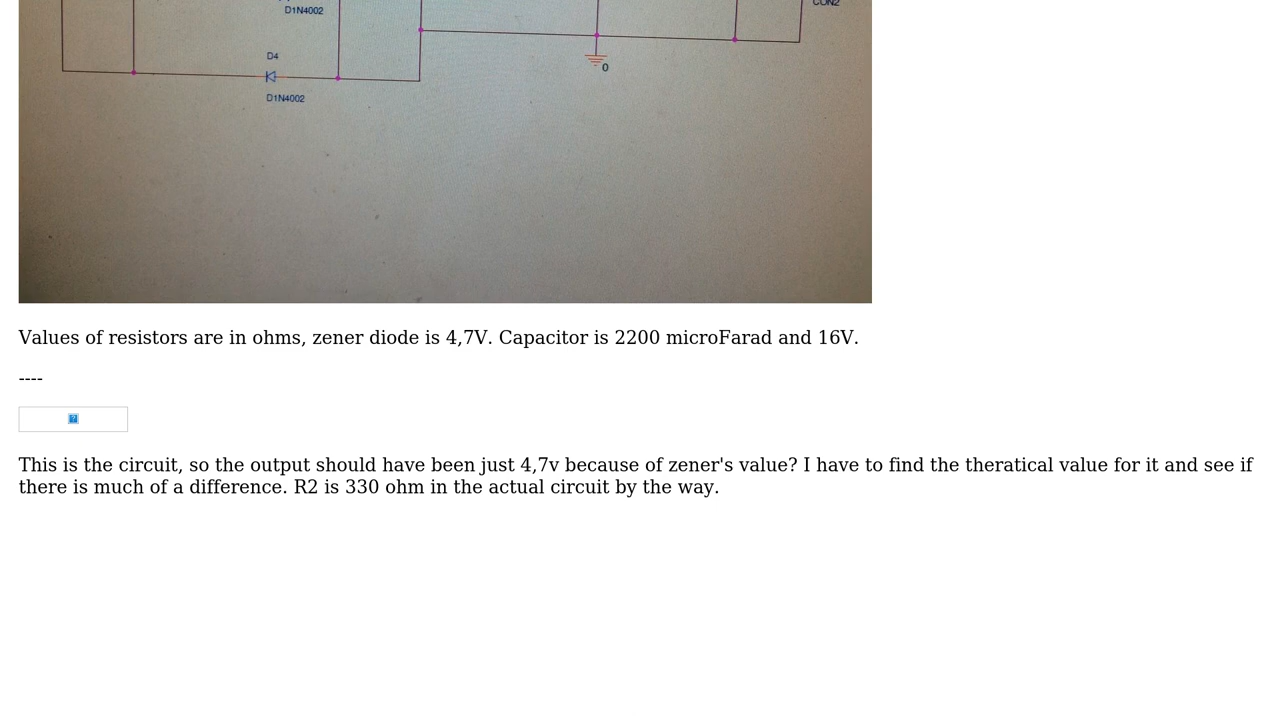 D1N4002
D4
0
D1N4002
Values of resistors are in ohms, zener diode is 4,7V. Capacitor is 2200 microFarad and 16V.
----
This is the circuit, so the output should have been just 4,7v because of zener's value? I have to find the theratical value for it and see if
there is much of a difference. R2 is 330 ohm in the actual circuit by the way.